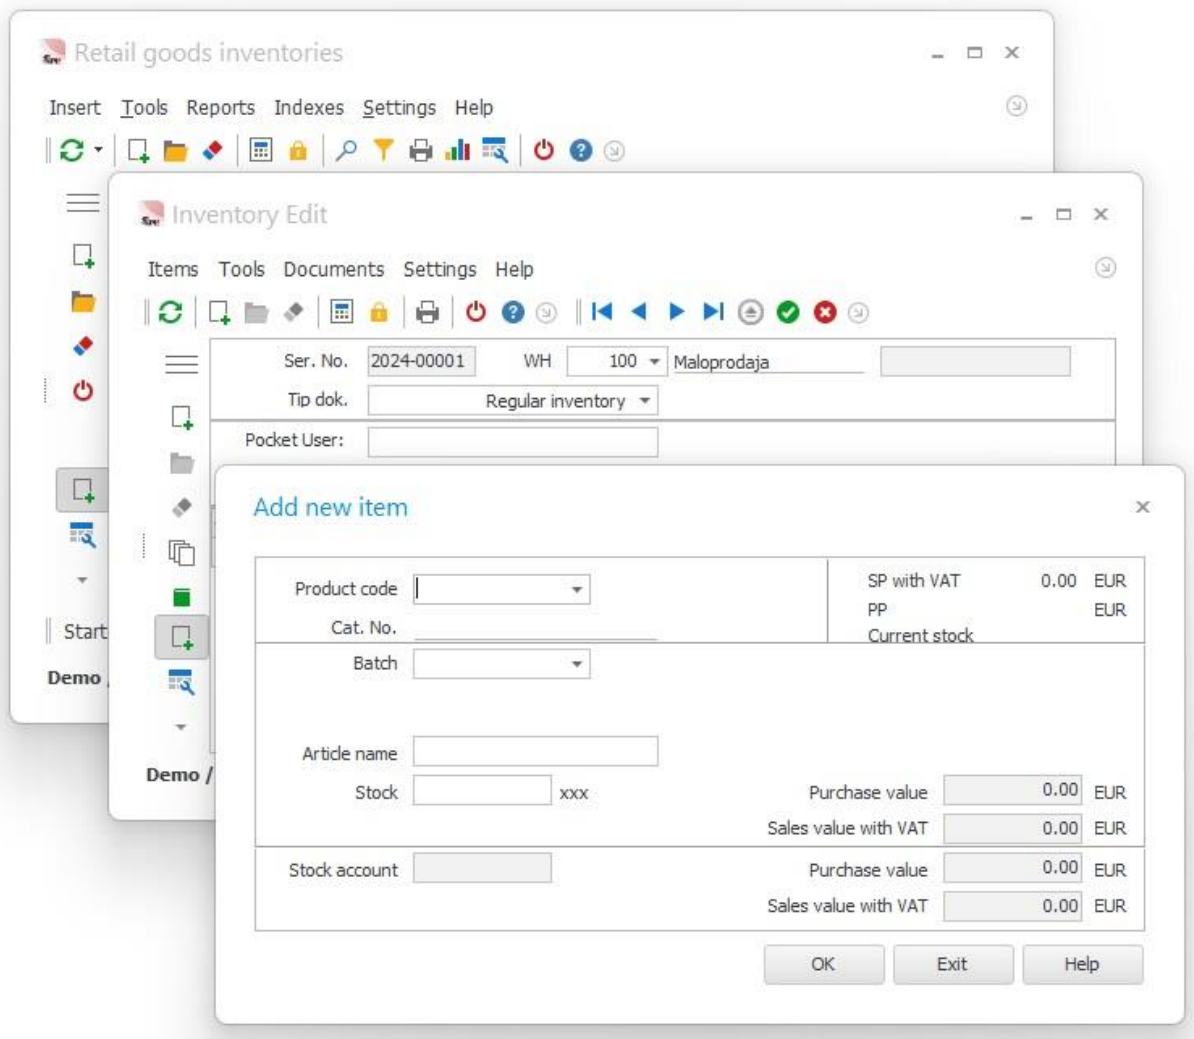 Retail goods inventories
Insert Tools Reports Indexes Settings Help
Inventory Edit
Items Tools Documents Settings Help
Ser. No. 2024-00001 WH 100 Maloprodaja
Tip dok. Regular inventory
Pocket User:
Add new item
Product code SP with VAT 0.00 EUR
PP EUR
Cat. No. Current stock
Batch
Article name
Stock xxx Purchase value 0.00 EUR
Sales value with VAT 0.00 EUR
Stock account Purchase value 0.00 EUR
Sales value with VAT 0.00 EUR
OK Exit Help
Start
Demo
Demo /